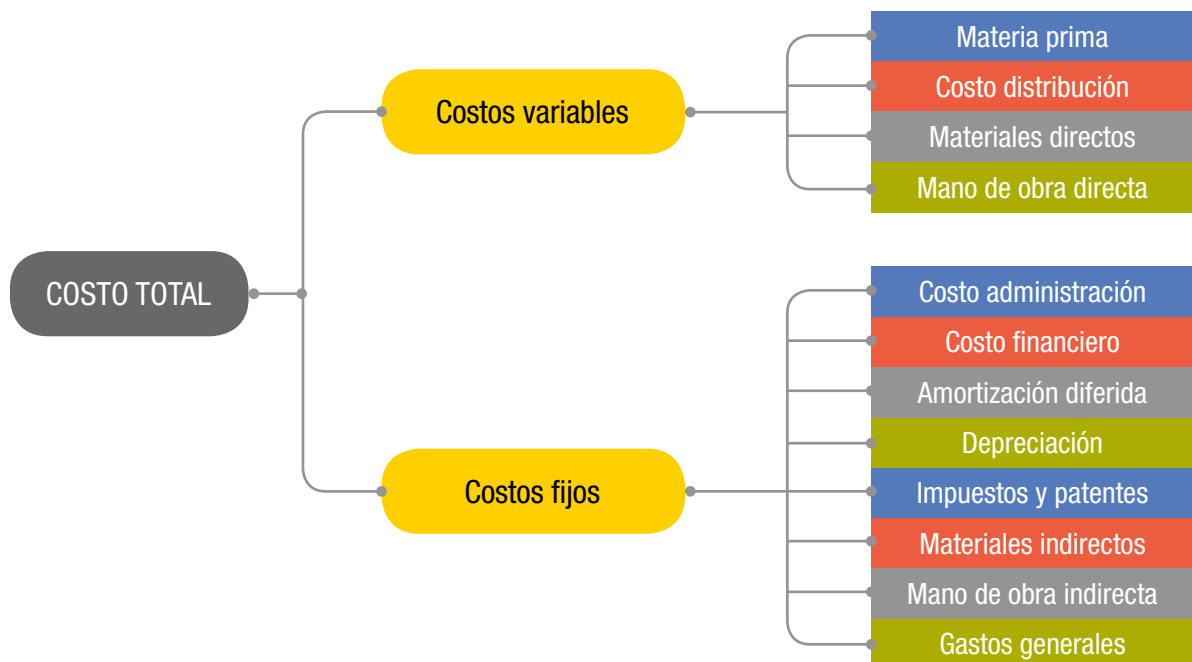 COSTO TOTAL
Costos variables
Materia prima
Costo distribución
Materiales directos
Mano de obra directa
Costos fijos
Costo administración
Costo financiero
Amortización diferida
Depreciación
Impuestos y patentes
Materiales indirectos
Mano de obra indirecta
Gastos generales